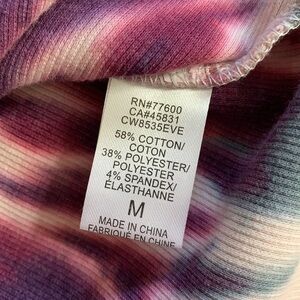 RN#77600
CA#45831
CW8535EVE
58% COTTON/
COTON
38% POLYESTER/
POLYESTER
4% SPANDEX/
ÉLASTHANNE
M
MADE IN CHINA
FABRIQUÉ EN CHINE